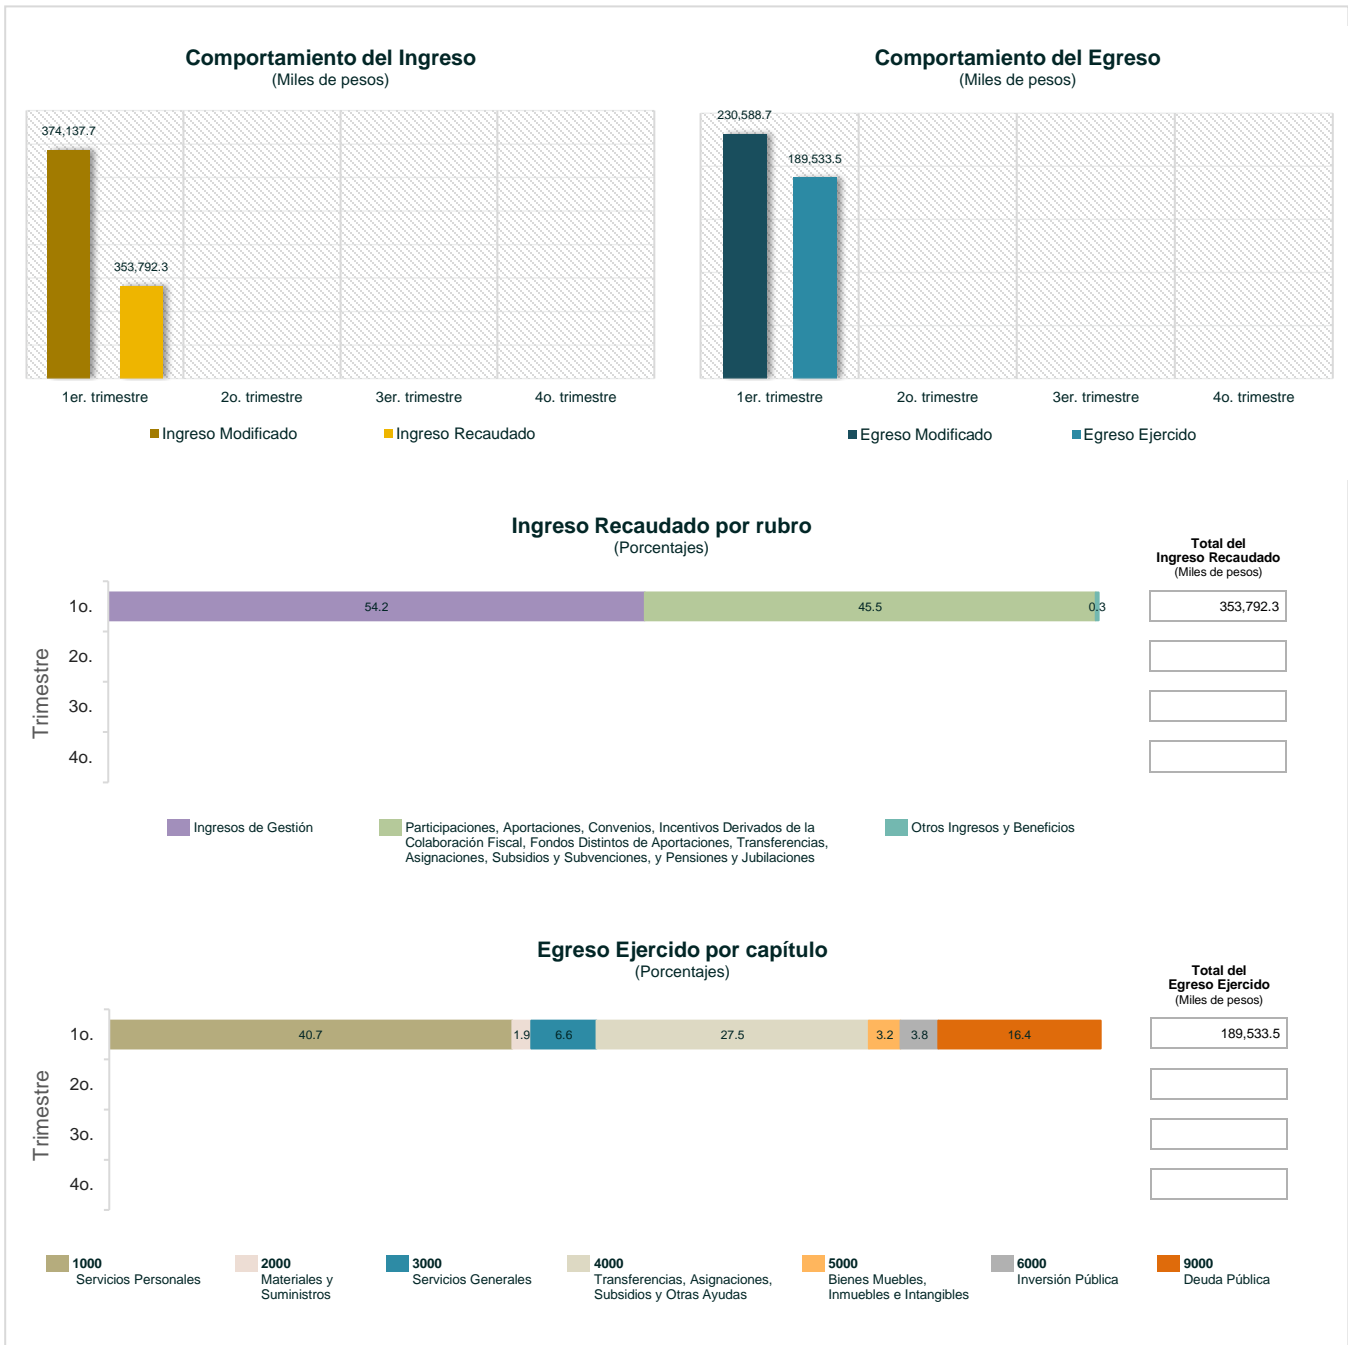 Comportamiento del Ingreso
(Miles de pesos)
374,137.7
353,792.3
1er. trimestre
2o. trimestre
3er. trimestre
4o. trimestre
Ingreso Modificado
Ingreso Recaudado
Comportamiento del Egreso
(Miles de pesos)
230,588.7
189,533.5
1er. trimestre
2o. trimestre
3er. trimestre
4o. trimestre
Egreso Modificado
Egreso Ejercido
Ingreso Recaudado por rubro
(Porcentajes)
Total del
Ingreso Recaudado
(Miles de pesos)
Trimestre
1o.
54.2
45.5
0.3
353,792.3
2o.
3o.
4o.
Ingresos de Gestión
Participaciones, Aportaciones, Convenios, Incentivos Derivados de la
Colaboración Fiscal, Fondos Distintos de Aportaciones, Transferencias,
Asignaciones, Subsidios y Subvenciones, y Pensiones y Jubilaciones
Otros Ingresos y Beneficios
Egreso Ejercido por capítulo
(Porcentajes)
Total del
Egreso Ejercido
(Miles de pesos)
Trimestre
1o.
40.7
1.9
6.6
27.5
3.2
3.8
16.4
189,533.5
2o.
3o.
4o.
1000
Servicios Personales
2000
Materiales y
Suministros
3000
Servicios Generales
4000
Transferencias, Asignaciones,
Subsidios y Otras Ayudas
5000
Bienes Muebles,
Inmuebles e Intangibles
6000
Inversión Pública
9000
Deuda Pública